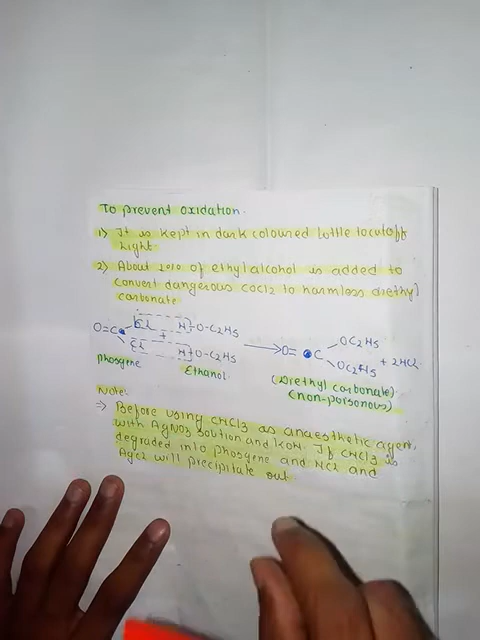 To prevent oxidation.
1) It is kept in dark coloured bottle to cut off
light.
2) About 2% of ethyl alcohol is added to
convert dangerous COCl2 to harmless diethyl
carbonate
O=C Cl H-O-C2H5 → O=C OC2H5 + 2HCl
+
Cl H-O-C2H5 OC2H5
phosgene Ethanol (Diethyl carbonate)
(non-poisonous)
Note:
⇒ Before using CHCl3 as anaesthetic agent,
with AgNO3 solution and KOH. If CHCl3 is
degraded into phosgene and HCl and
AgCl will precipitate out